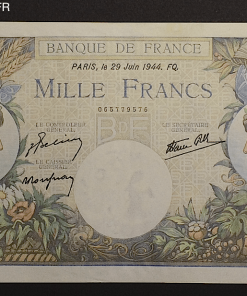 FR
BANQUE DE FRANCE
PARIS, le 29 Juin 1944. FQ.
MILLE FRANCS
065779576
LE CONTRÔLEUR GÉNÉRAL
LE SECRÉTAIRE GÉNÉRAL
LE CAISSIER GÉNÉRAL